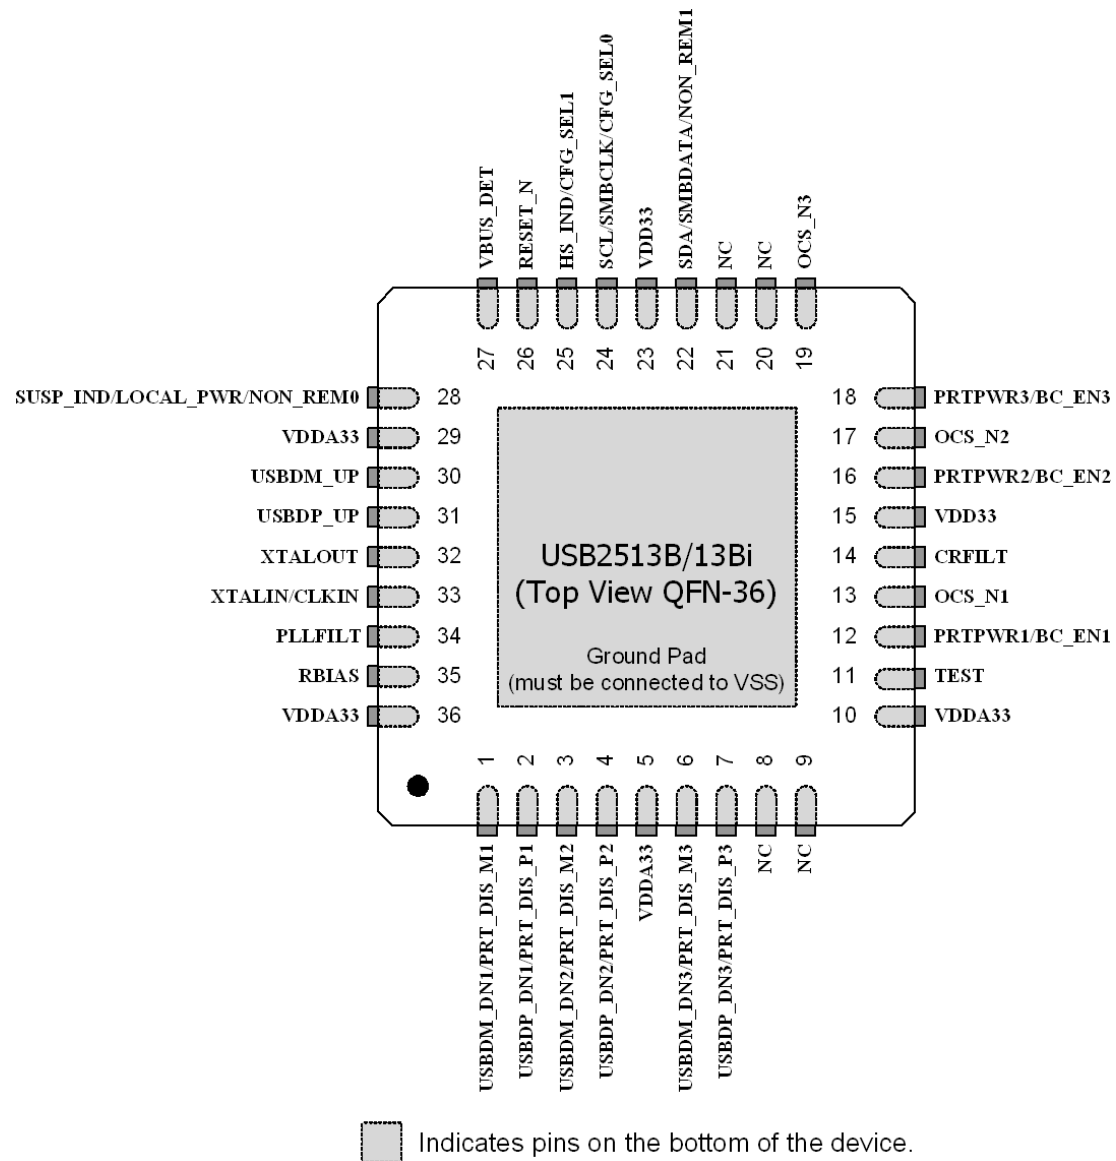 VBUS_DET
RESET_N
HS_IND/CFG_SEL1
SCL/SMBCLK/CFG_SEL0
VDD33
SDA/SMBDATA/NON_REM1
NC
NC
OCS_N3
27
26
25
24
23
22
21
20
19
SUSP_IND/LOCAL_PWR/NON_REM0 28
VDDA33 29
USBDM_UP 30
USBDP_UP 31
XTALOUT 32
XTALIN/CLKIN 33
PLLFILT 34
RBIAS 35
VDDA33 36
USB2513B/13Bi
(Top View QFN-36)
Ground Pad
(must be connected to VSS)
18 PRTPWR3/BC_EN3
17 OCS_N2
16 PRTPWR2/BC_EN2
15 VDD33
14 CRFILT
13 OCS_N1
12 PRTPWR1/BC_EN1
11 TEST
10 VDDA33
1
2
3
4
5
6
7
8
9
USBDM_DN1/PRT_DIS_M1
USBDP_DN1/PRT_DIS_P1
USBDM_DN2/PRT_DIS_M2
USBDP_DN2/PRT_DIS_P2
VDDA33
USBDM_DN3/PRT_DIS_M3
USBDP_DN3/PRT_DIS_P3
NC
NC
Indicates pins on the bottom of the device.